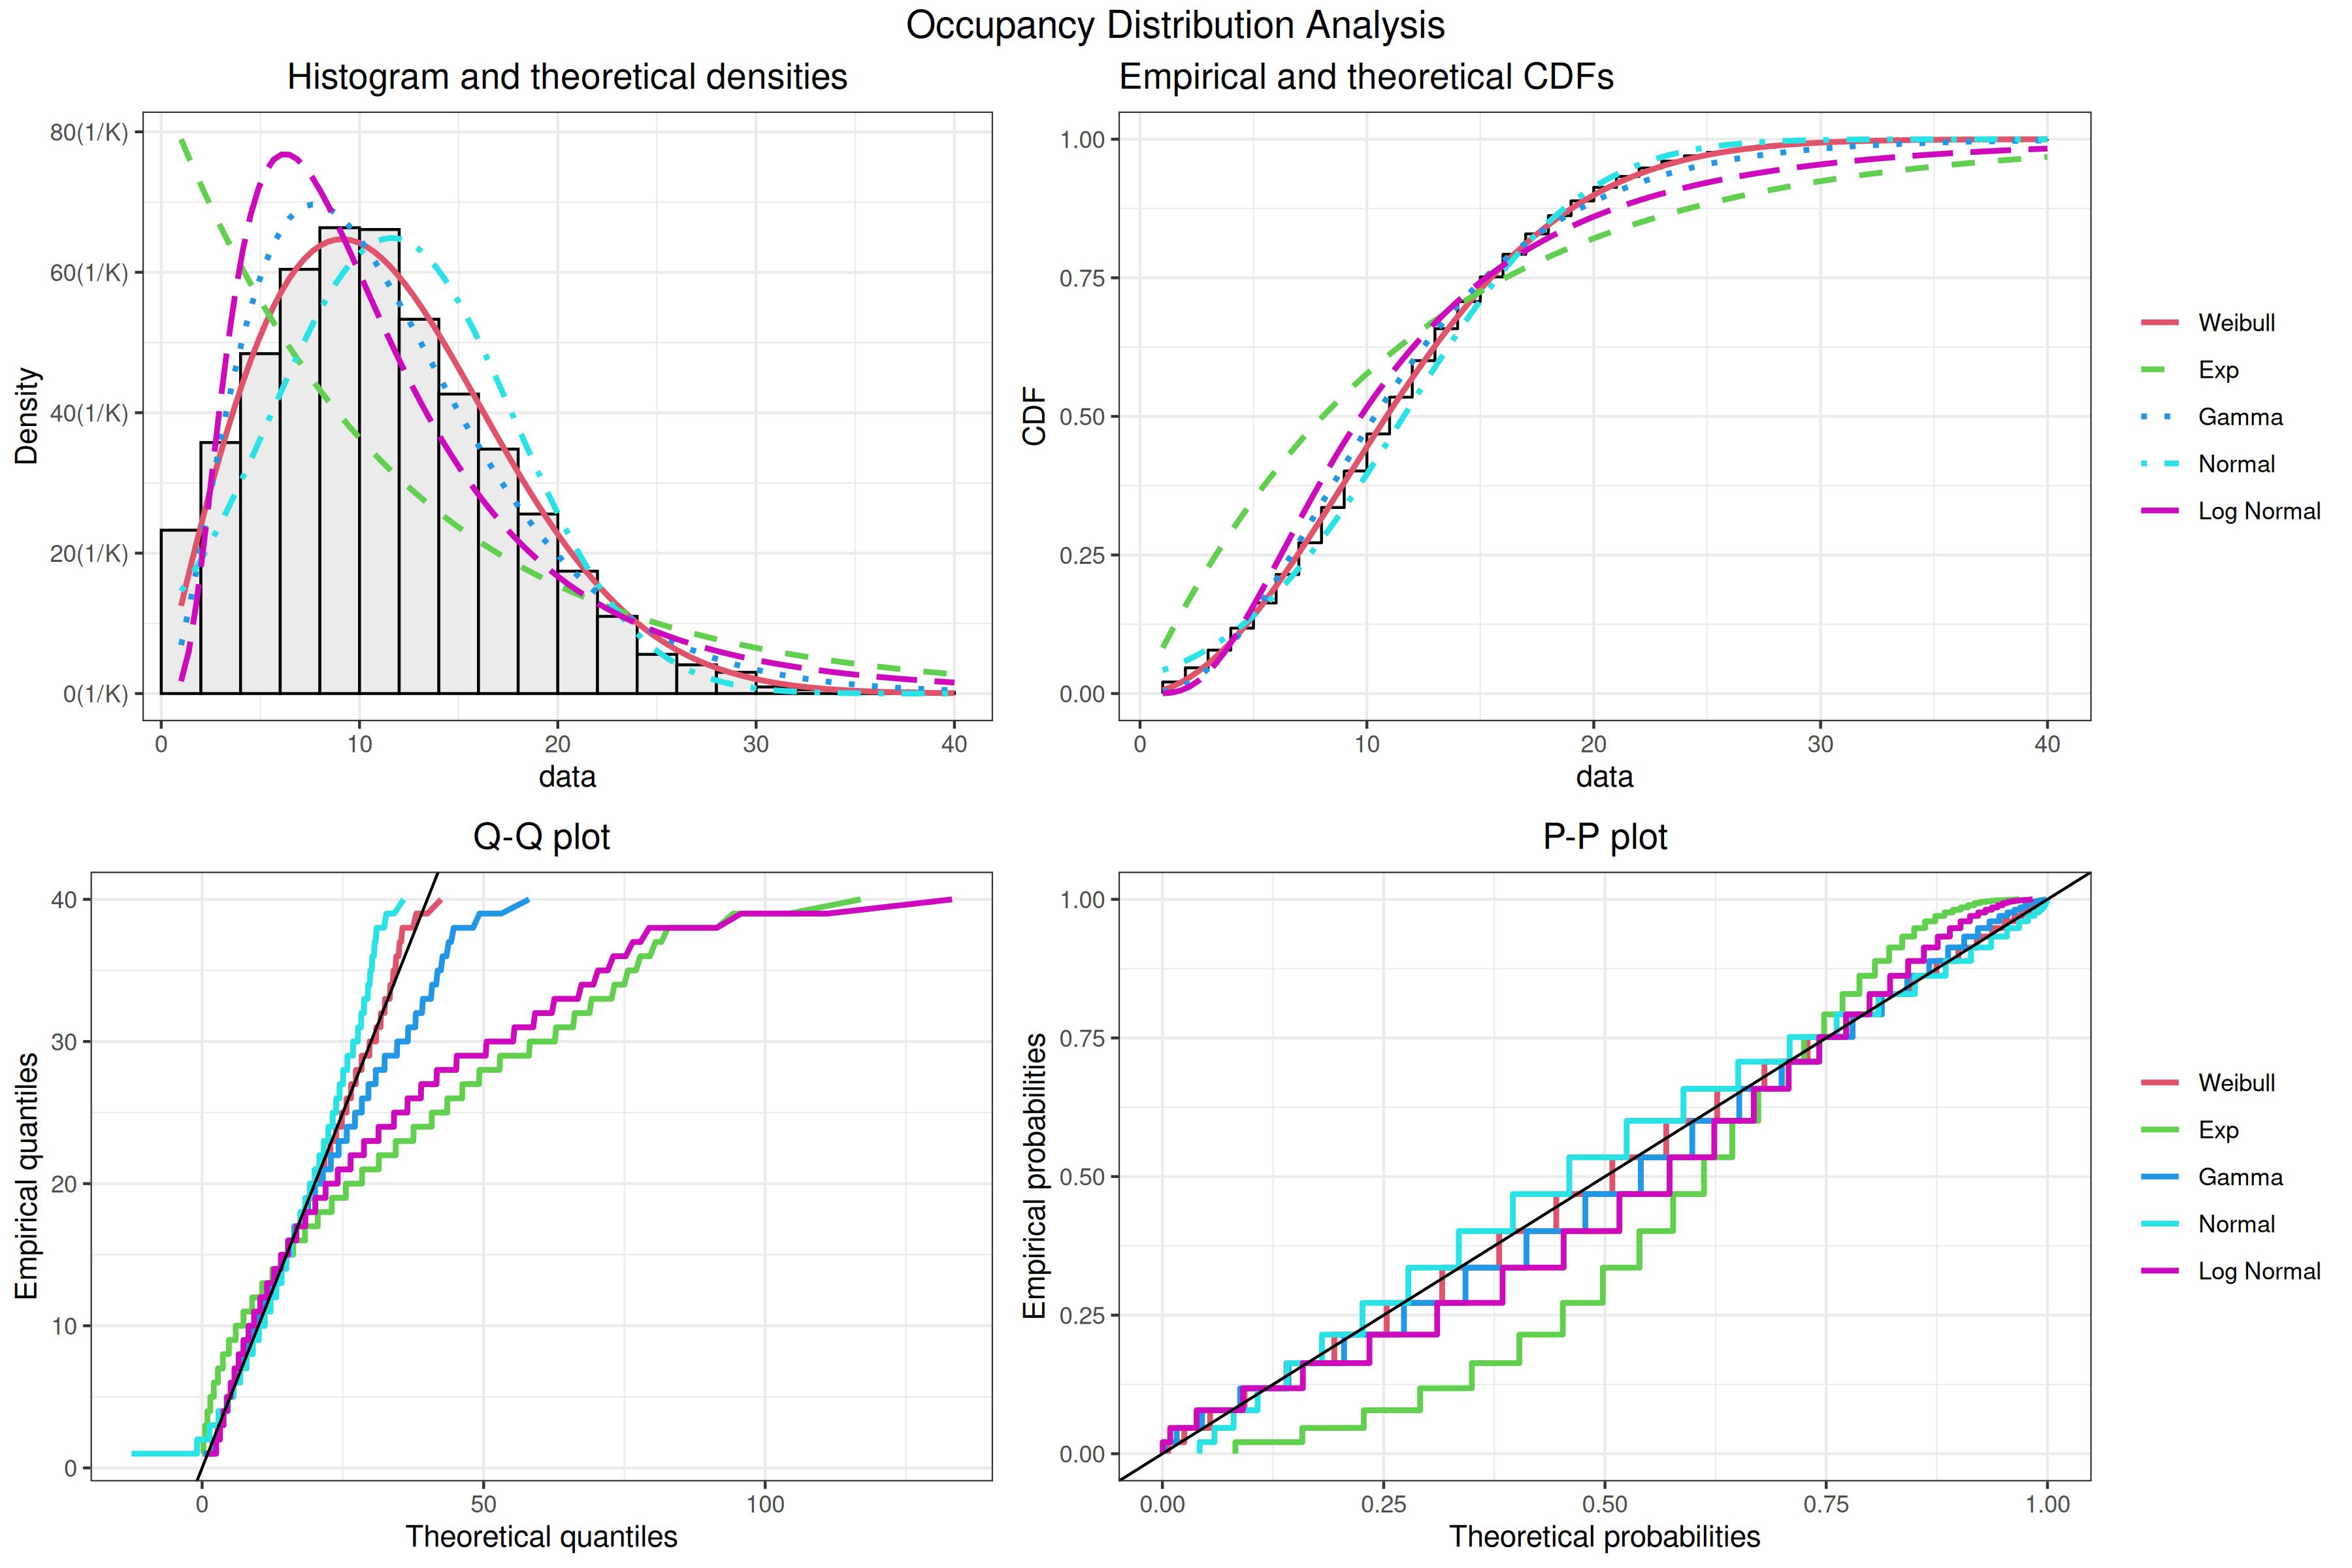 Occupancy Distribution Analysis
Histogram and theoretical densities
80(1/K)
60(1/K)
40(1/K)
20(1/K)
0(1/K)
Density
0 10 20 30 40
data
Empirical and theoretical CDFs
1.00
0.75
0.50
0.25
0.00
CDF
0 10 20 30 40
data
Weibull
Exp
Gamma
Normal
Log Normal
Q-Q plot
40
30
20
10
0
Empirical quantiles
0 50 100
Theoretical quantiles
P-P plot
1.00
0.75
0.50
0.25
0.00
Empirical probabilities
0.00 0.25 0.50 0.75 1.00
Theoretical probabilities
Weibull
Exp
Gamma
Normal
Log Normal